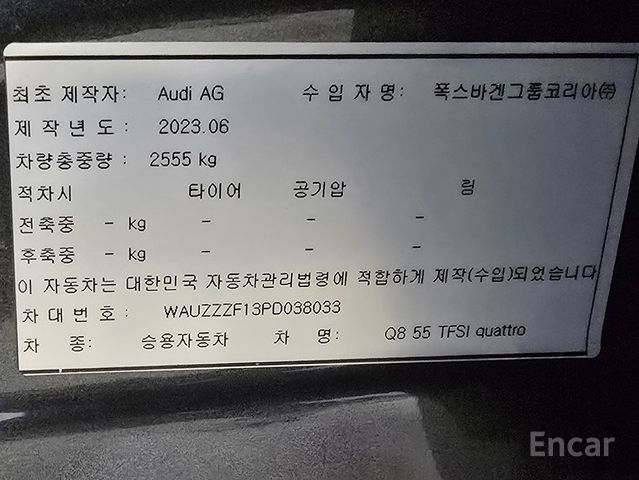 최초 제작자: Audi AG 수 입 자 명: 폭스바겐그룹코리아㈜
제 작 년 도 : 2023.06
차량총중량 : 2555 kg
적차시 타이어 공기압 림
전축중 - kg - - -
후축중 - kg - - -
이 자동차는 대한민국 자동차관리법령에 적합하게 제작(수입)되었습니다
차 대 번 호 : WAUZZZF13PD038033
차 종: 승용자동차 차 명: Q8 55 TFSI quattro
Encar